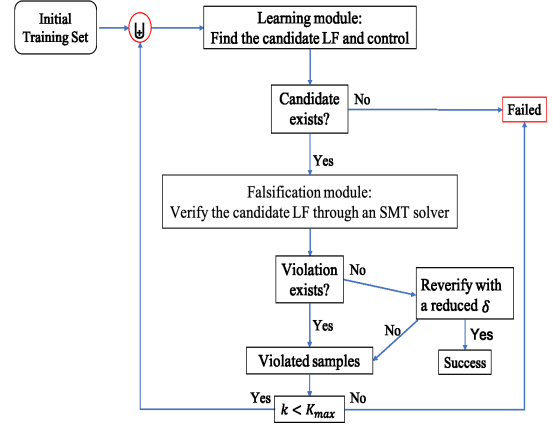 Initial
Training Set
⊎
Learning module:
Find the candidate LF and control
Candidate
exists?
No
Failed
Yes
Falsification module:
Verify the candidate LF through an SMT solver
Violation
exists?
No
Reverify with
a reduced δ
Yes
No
Yes
Success
Violated samples
Yes
k < K_max
No